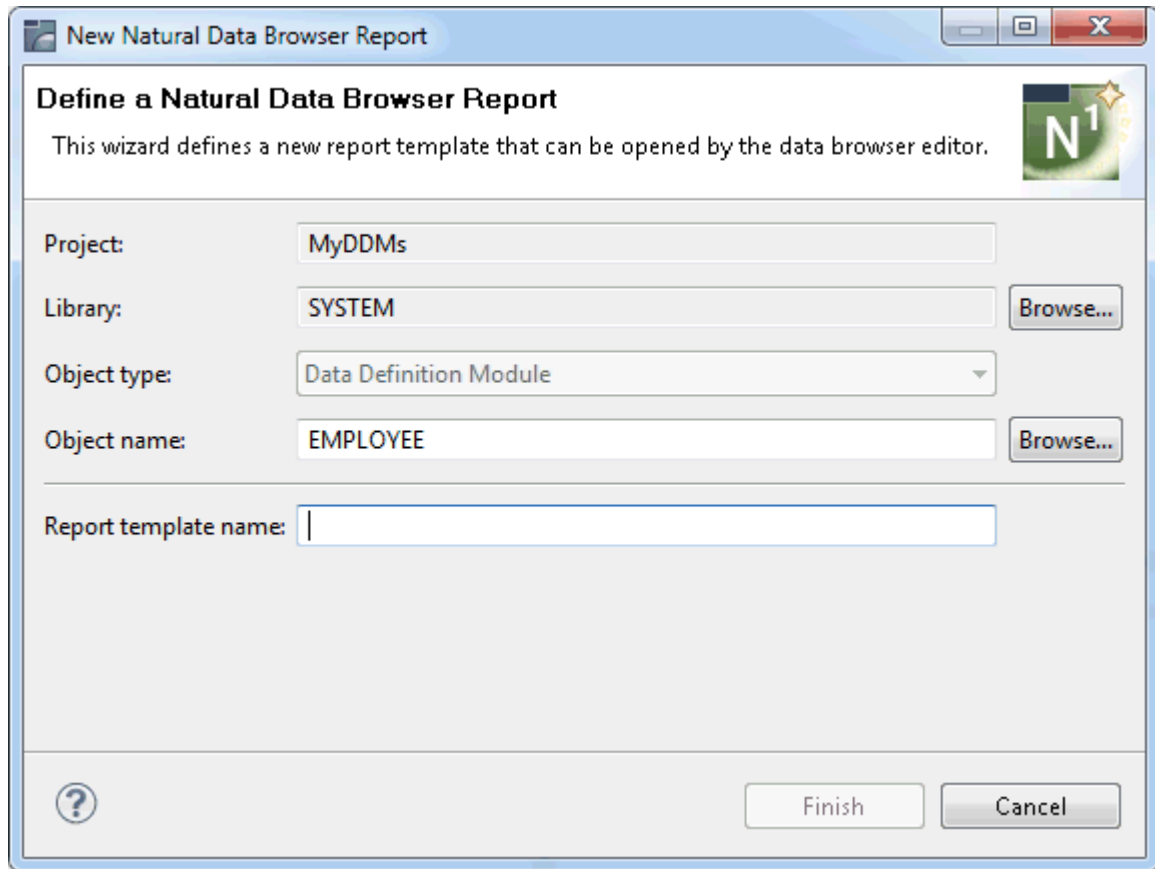 New Natural Data Browser Report
Define a Natural Data Browser Report
This wizard defines a new report template that can be opened by the data browser editor.
N1
Project: MyDDMs
Library: SYSTEM Browse...
Object type: Data Definition Module
Object name: EMPLOYEE Browse...
Report template name:
? Finish Cancel